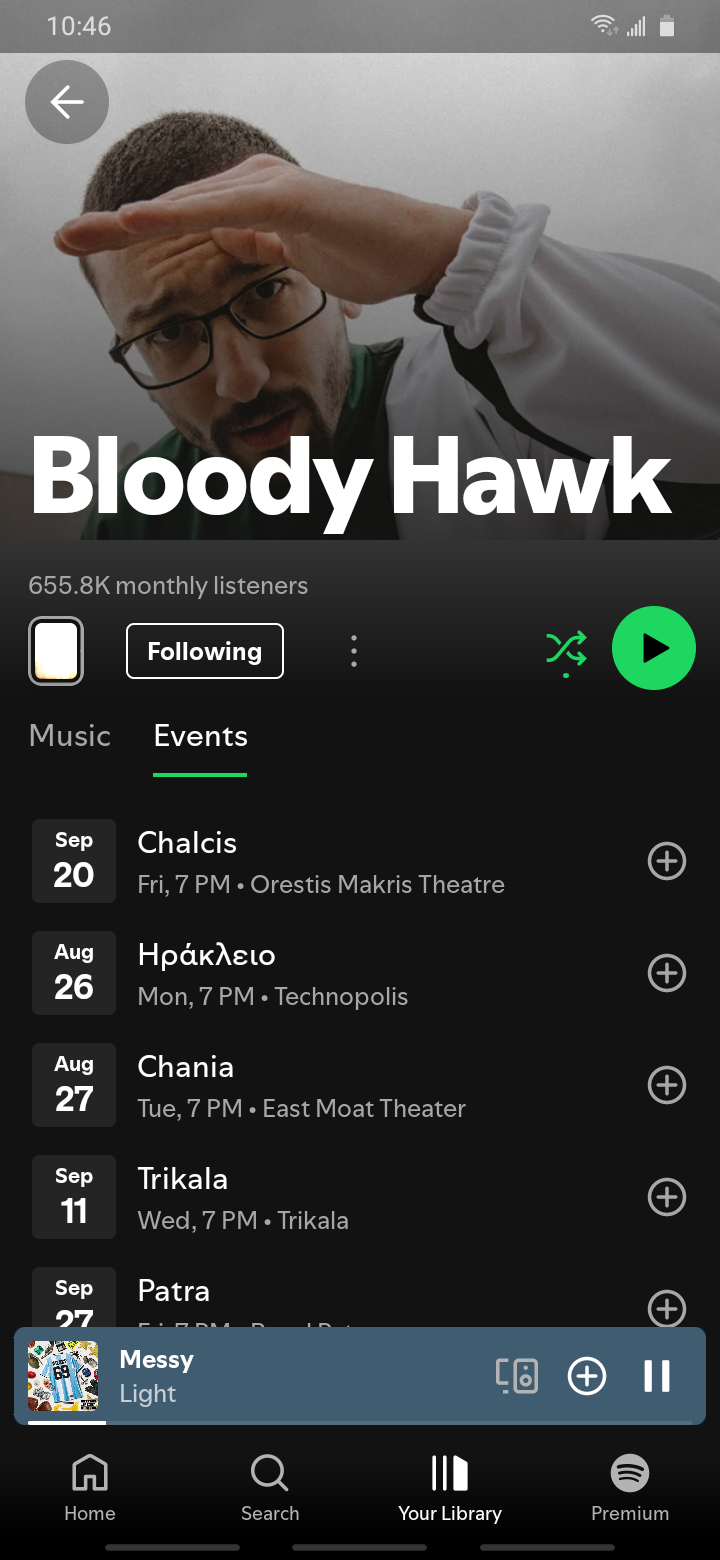 10:46
Bloody Hawk
655.8K monthly listeners
Following
Music
Events
Sep
20
Chalcis
Fri, 7 PM • Orestis Makris Theatre
Aug
26
Ηράκλειο
Mon, 7 PM • Technopolis
Aug
27
Chania
Tue, 7 PM • East Moat Theater
Sep
11
Trikala
Wed, 7 PM • Trikala
Sep
27
Patra
Messy
Light
Home
Search
Your Library
Premium